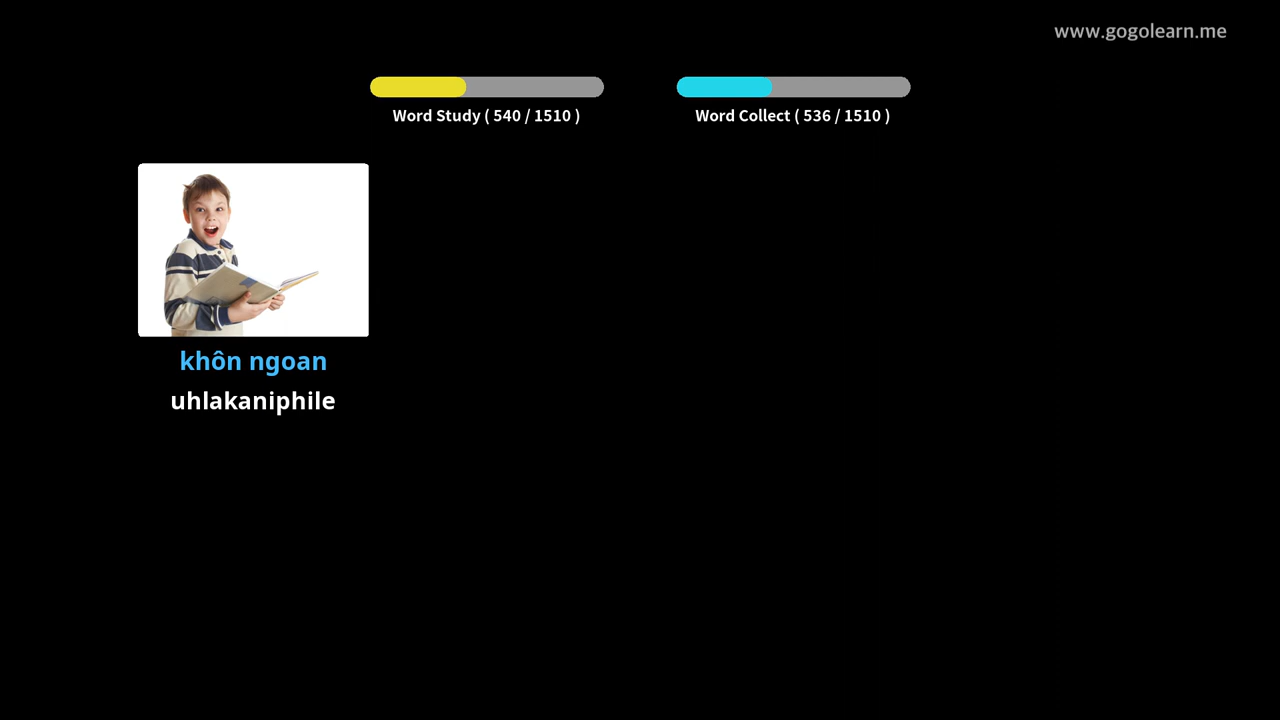 www.gogolearn.me
Word Study ( 540 / 1510 )
Word Collect ( 536 / 1510 )
khôn ngoan
uhlakaniphile